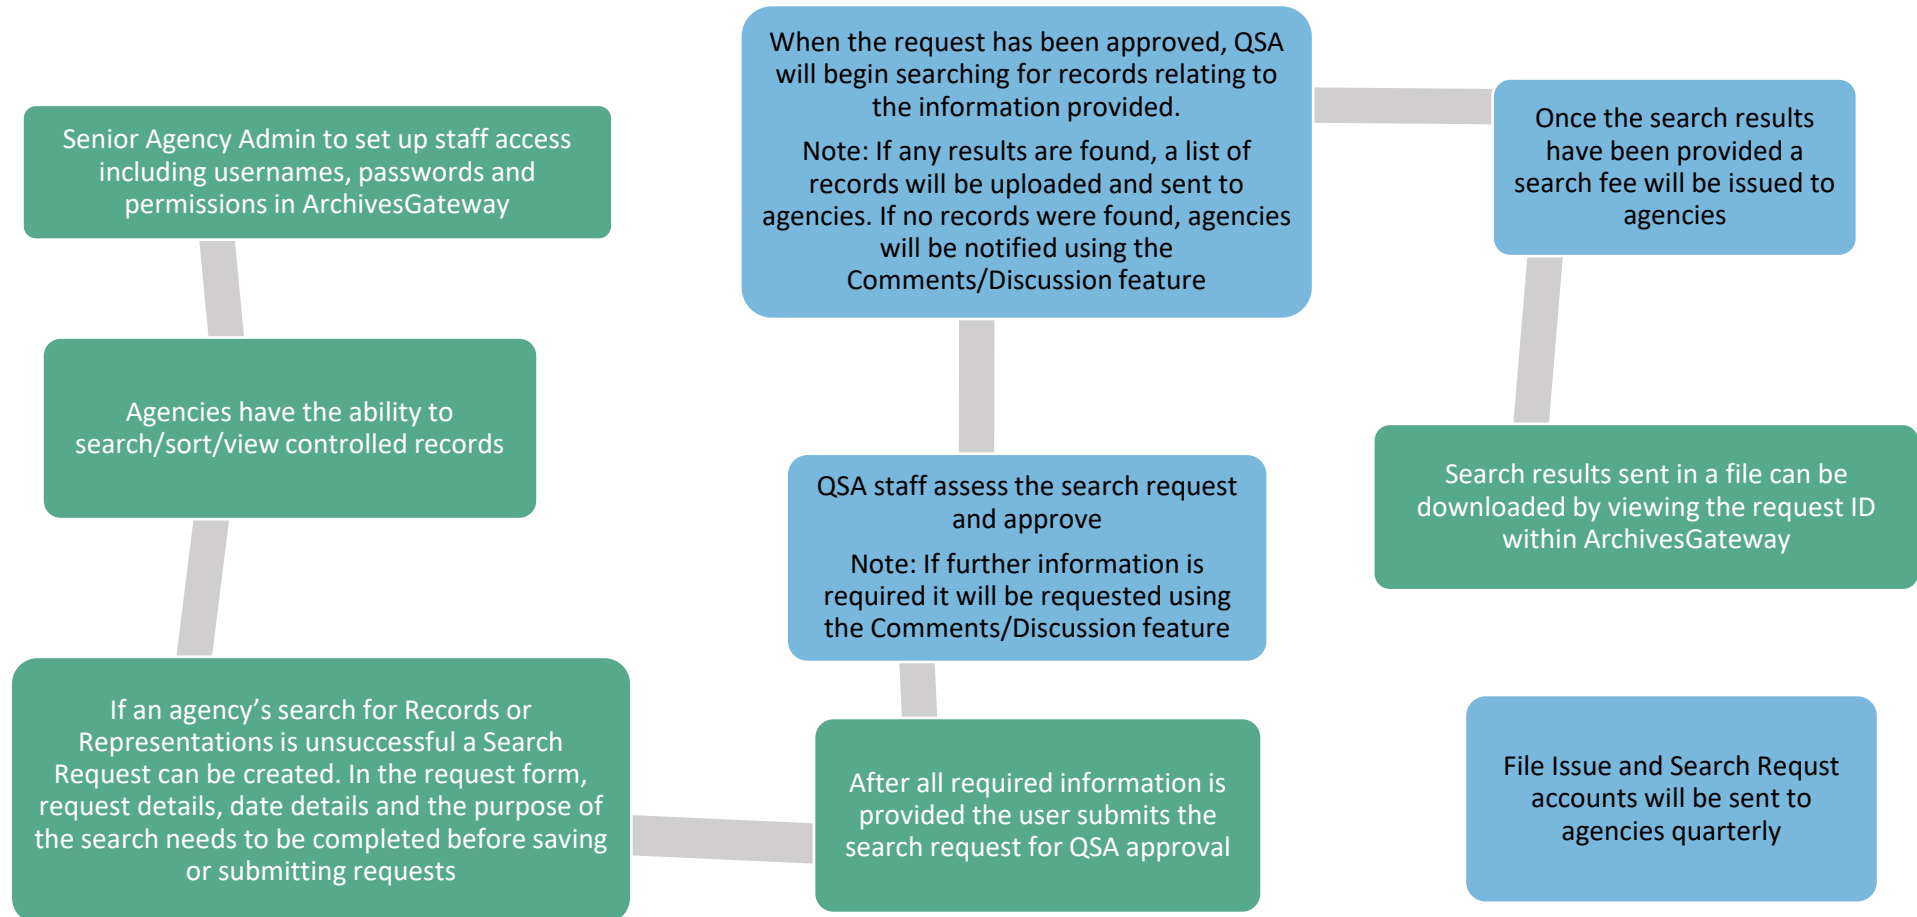 Senior Agency Admin to set up staff access
including usernames, passwords and
permissions in ArchivesGateway
Agencies have the ability to
search/sort/view controlled records
If an agency’s search for Records or
Representations is unsuccessful a Search
Request can be created. In the request form,
request details, date details and the purpose of
the search needs to be completed before saving
or submitting requests
After all required information is
provided the user submits the
search request for QSA approval
QSA staff assess the search request
and approve
Note: If further information is
required it will be requested using
the Comments/Discussion feature
When the request has been approved, QSA
will begin searching for records relating to
the information provided.
Note: If any results are found, a list of
records will be uploaded and sent to
agencies. If no records were found, agencies
will be notified using the
Comments/Discussion feature
Once the search results
have been provided a
search fee will be issued to
agencies
Search results sent in a file can be
downloaded by viewing the request ID
within ArchivesGateway
File Issue and Search Requst
accounts will be sent to
agencies quarterly